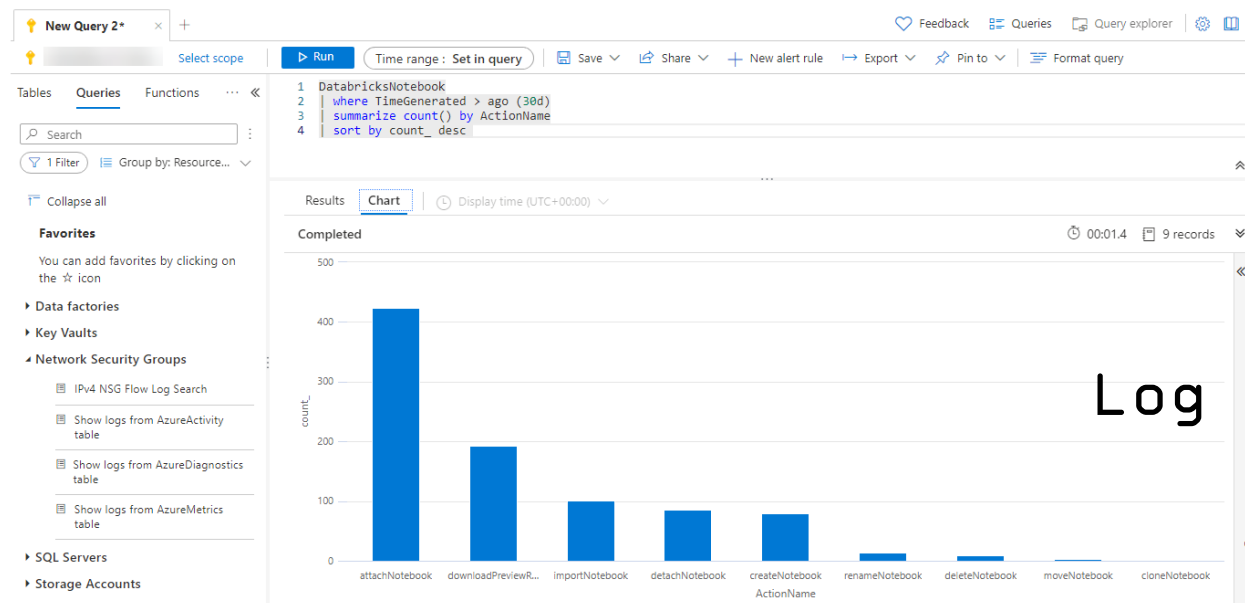 New Query 2*
Feedback Queries Query explorer
Select scope Run Time range : Set in query Save Share New alert rule Export Pin to Format query
Tables Queries Functions ...
Search
1 Filter Group by: Resource...
Collapse all
Favorites
You can add favorites by clicking on
the ☆ icon
Data factories
Key Vaults
Network Security Groups
IPv4 NSG Flow Log Search
Show logs from AzureActivity
table
Show logs from AzureDiagnostics
table
Show logs from AzureMetrics
table
SQL Servers
Storage Accounts
1 DatabricksNotebook
2 | where TimeGenerated > ago (30d)
3 | summarize count() by ActionName
4 | sort by count_ desc
...
Results Chart Display time (UTC+00:00)
Completed 00:01.4 9 records
500
400
300
200
100
0
count_
Log
attachNotebook downloadPreviewR... importNotebook detachNotebook createNotebook renameNotebook deleteNotebook moveNotebook cloneNotebook
ActionName